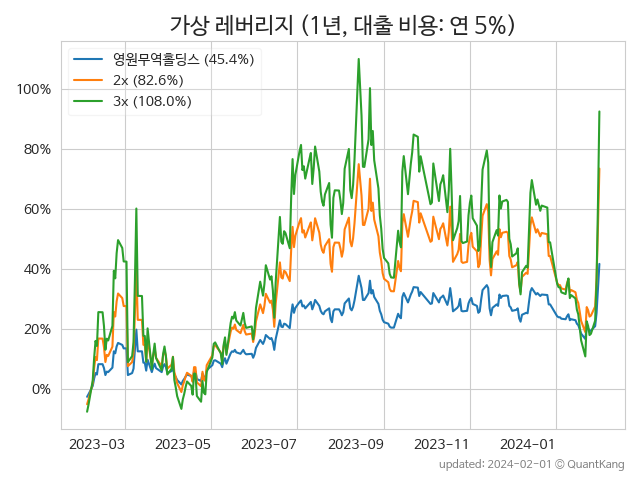 가상 레버리지 (1년, 대출 비용: 연 5%)
영원무역홀딩스 (45.4%)
2x (82.6%)
3x (108.0%)
100%
80%
60%
40%
20%
0%
2023-03 2023-05 2023-07 2023-09 2023-11 2024-01
updated: 2024-02-01 © QuantKang